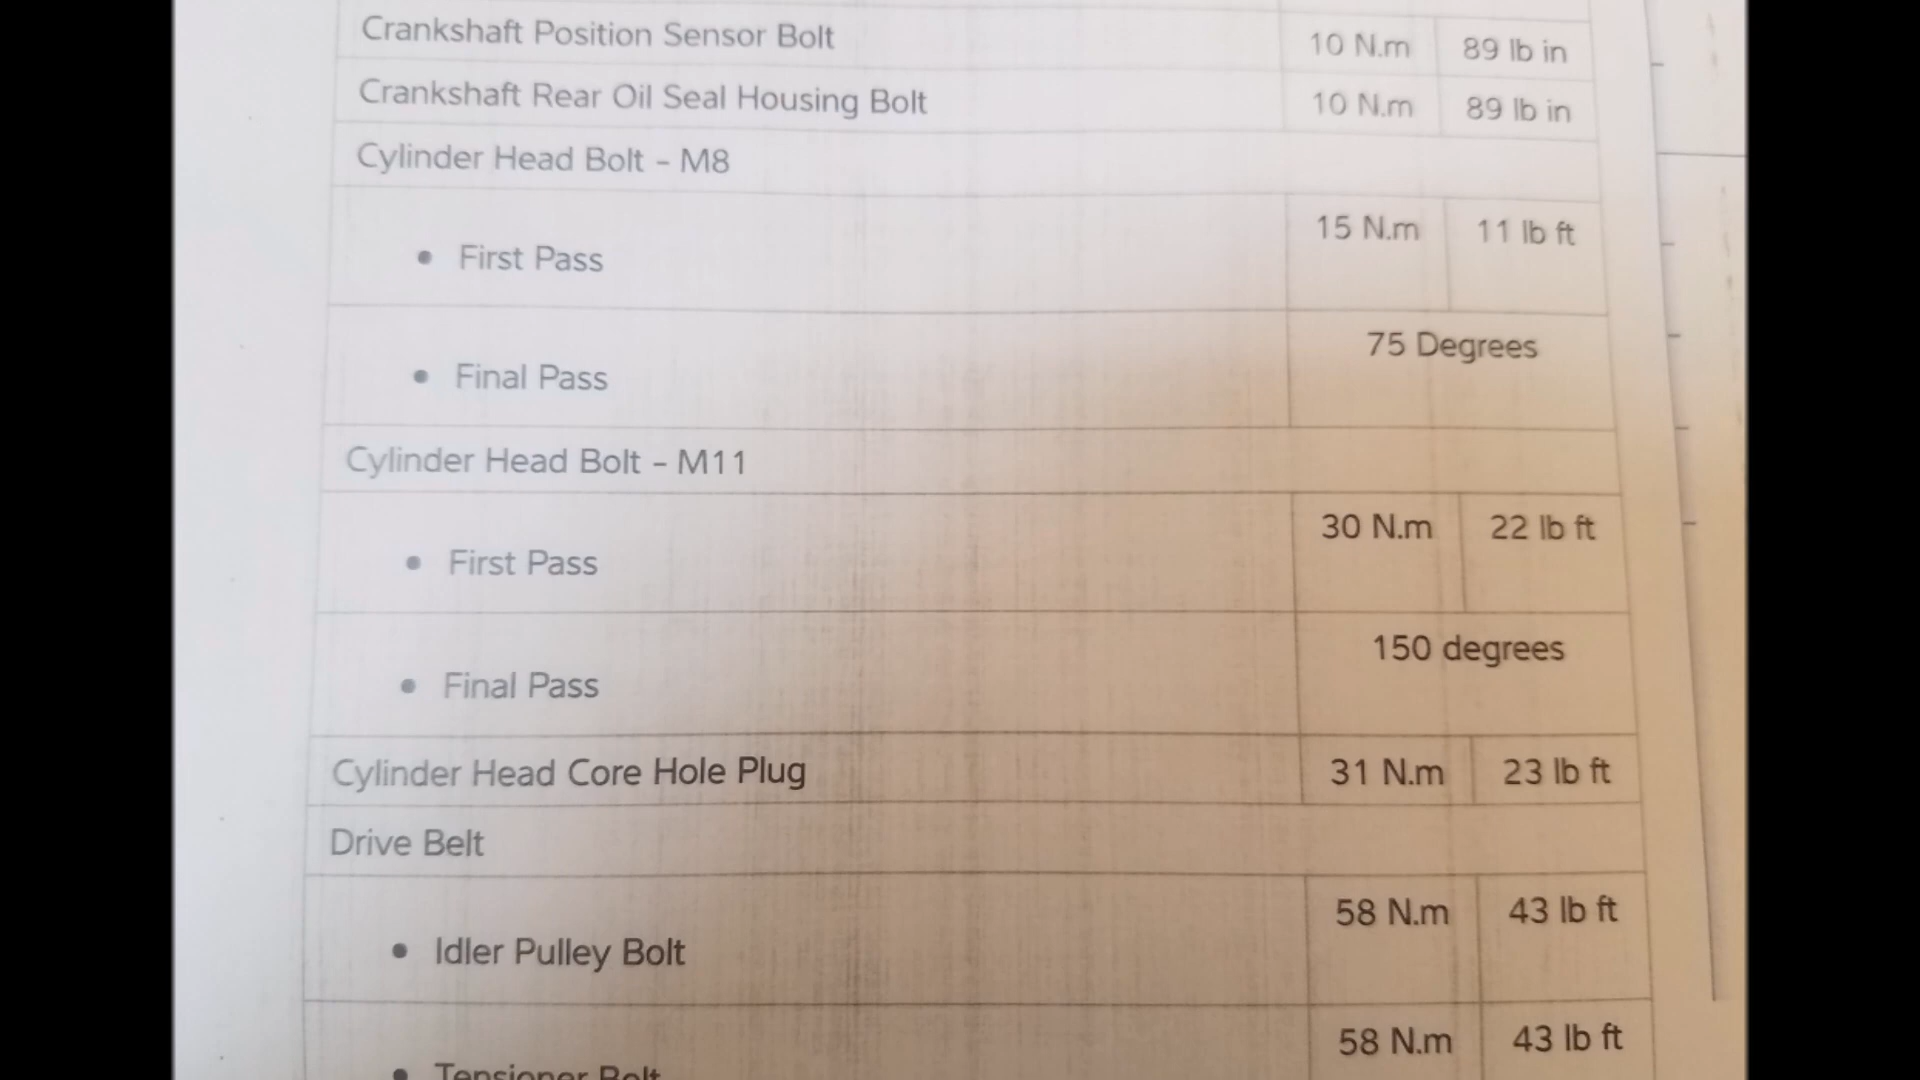 Crankshaft Position Sensor Bolt 10 N.m 89 lb in
Crankshaft Rear Oil Seal Housing Bolt 10 N.m 89 lb in
Cylinder Head Bolt - M8
• First Pass 15 N.m 11 lb ft
• Final Pass 75 Degrees
Cylinder Head Bolt - M11
• First Pass 30 N.m 22 lb ft
• Final Pass 150 degrees
Cylinder Head Core Hole Plug 31 N.m 23 lb ft
Drive Belt
• Idler Pulley Bolt 58 N.m 43 lb ft
• Tensioner Bolt 58 N.m 43 lb ft